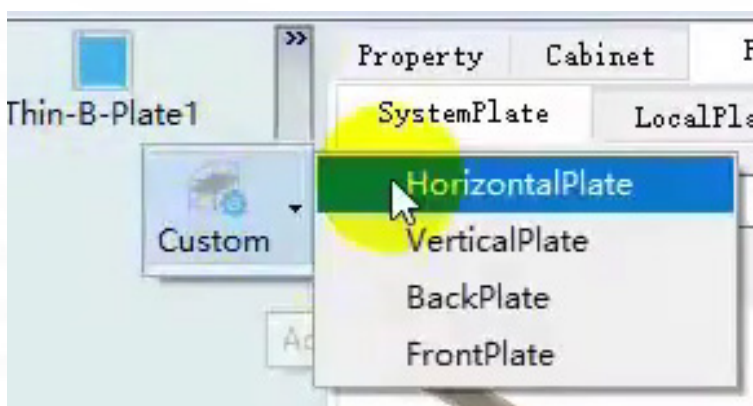 »
Property Cabinet
Thin-B-Plate1
SystemPlate
HorizontalPlate
Custom
VerticalPlate
BackPlate
FrontPlate